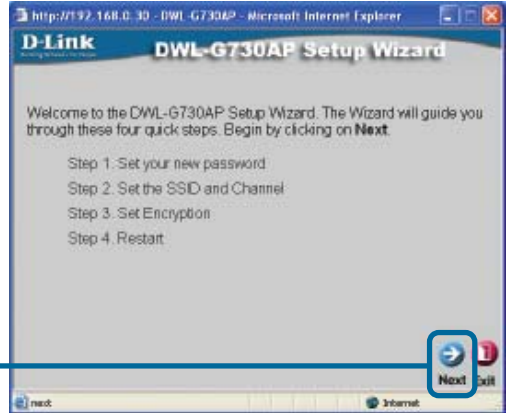 http://192.168.0.30 - DWL-G730AP - Microsoft Internet Explorer
D-Link
DWL-G730AP Setup Wizard
Welcome to the DWL-G730AP Setup Wizard. The Wizard will guide you
through these four quick steps. Begin by clicking on Next.
Step 1. Set your new password
Step 2. Set the SSID and Channel
Step 3. Set Encryption
Step 4. Restart
Next Exit
next Internet